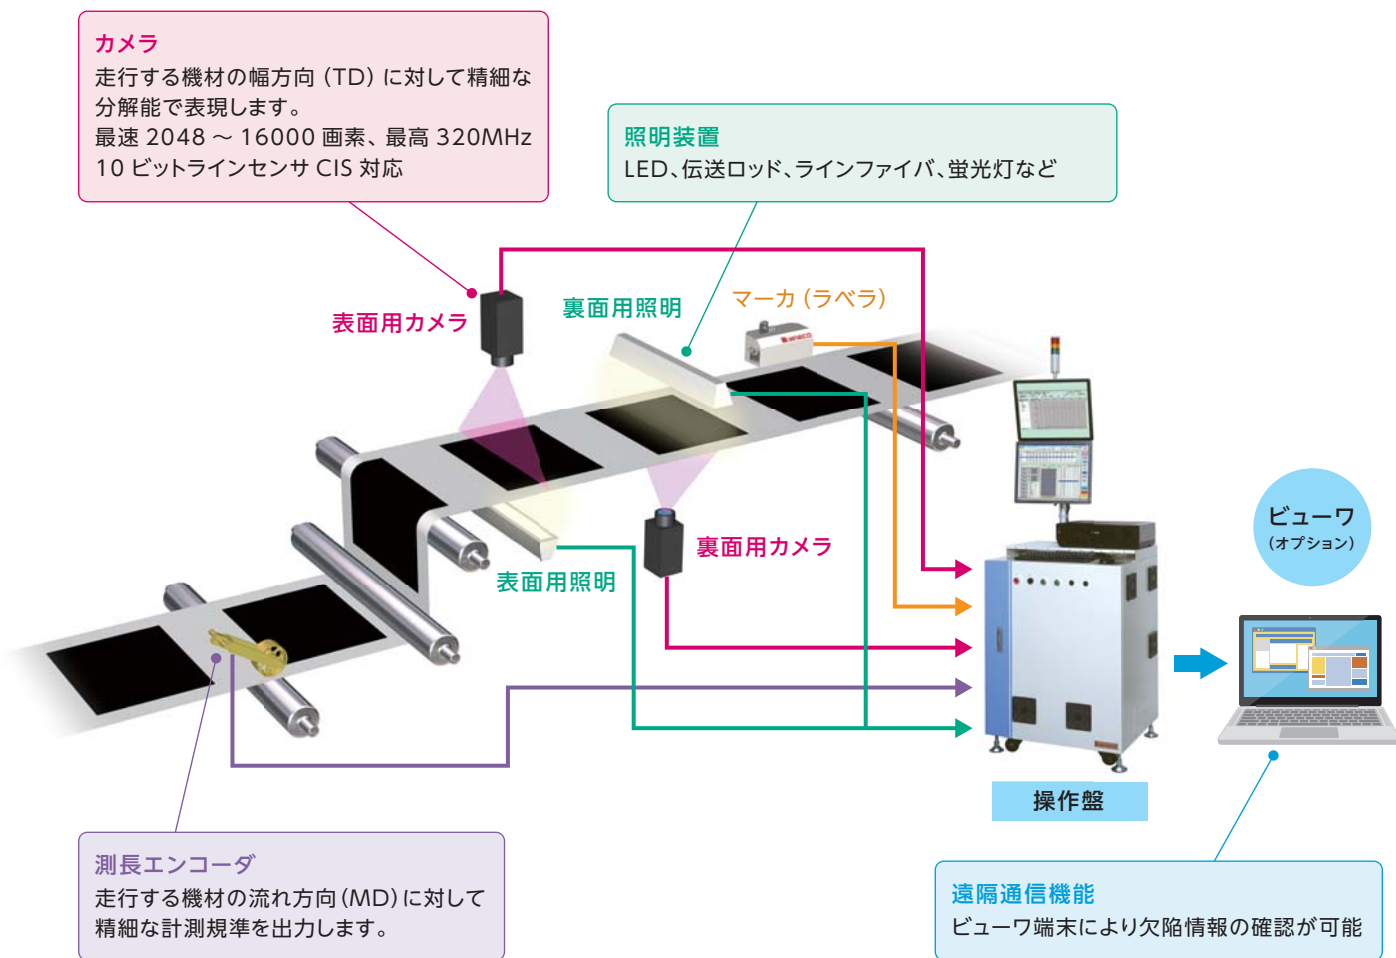 カメラ
走行する機材の幅方向（TD）に対して精細な
分解能で表現します。
最速 2048 ～ 16000 画素、最高 320MHz
10 ビットラインセンサ CIS 対応
照明装置
LED、伝送ロッド、ラインファイバ、蛍光灯など
表面用カメラ
裏面用照明
マーカ（ラベラ）
表面用照明
裏面用カメラ
ビューワ
（オプション）
操作盤
測長エンコーダ
走行する機材の流れ方向（MD）に対して
精細な計測規準を出力します。
遠隔通信機能
ビューワ端末により欠陥情報の確認が可能